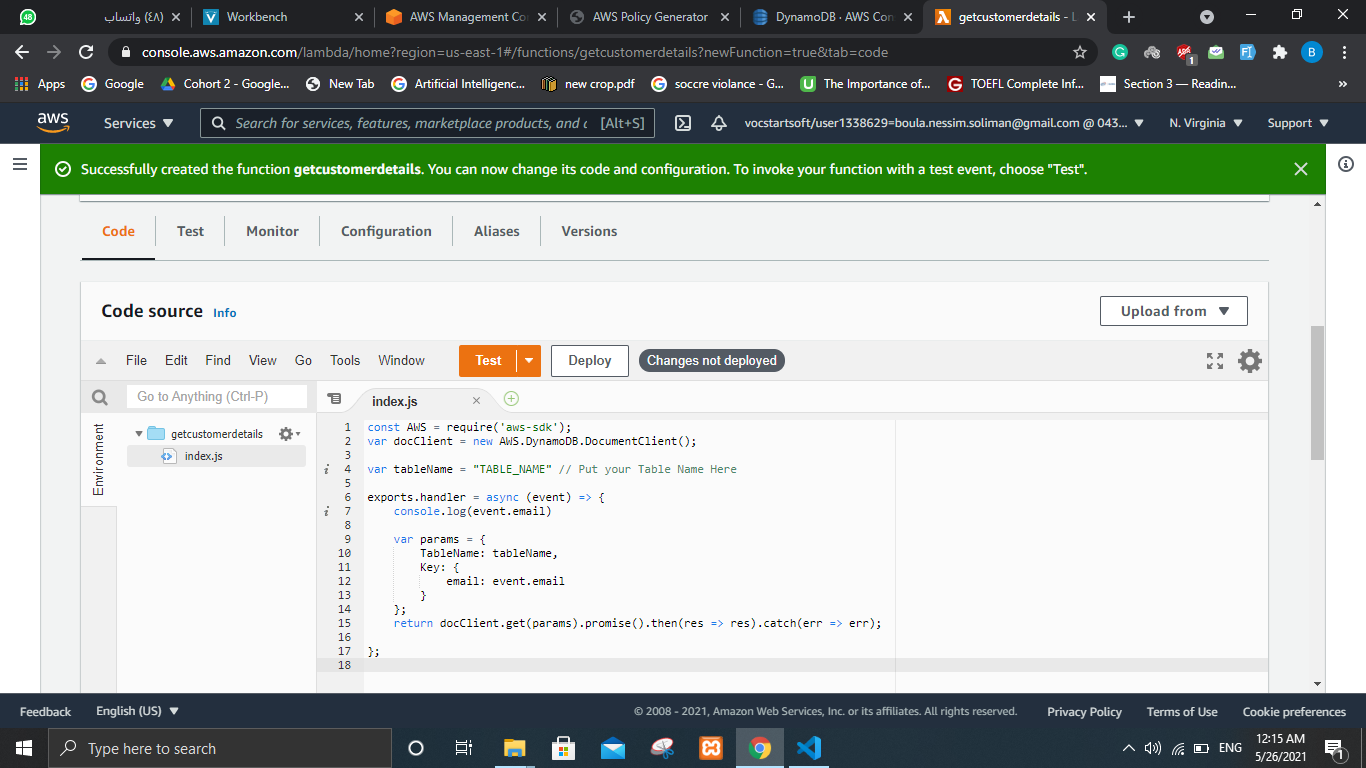 48
(٤٨) واتساب
Workbench
AWS Management Co
AWS Policy Generator
DynamoDB · AWS Con
getcustomerdetails - L
console.aws.amazon.com/lambda/home?region=us-east-1#/functions/getcustomerdetails?newFunction=true&tab=code
1
B
Apps
Google
Cohort 2 - Google...
New Tab
Artificial Intelligenc...
new crop.pdf
soccre violance - G...
The Importance of...
TOEFL Complete Inf...
Section 3 — Readin...
»
aws
Services
Search for services, features, marketplace products, and c [Alt+S]
vocstartsoft/user1338629=boula.nessim.soliman@gmail.com @ 043...
N. Virginia
Support
Successfully created the function getcustomerdetails. You can now change its code and configuration. To invoke your function with a test event, choose "Test".
Code
Test
Monitor
Configuration
Aliases
Versions
Code source Info
Upload from
File Edit Find View Go Tools Window
Test
Deploy
Changes not deployed
Go to Anything (Ctrl-P)
index.js
Environment
getcustomerdetails
index.js
1 const AWS = require('aws-sdk');
2 var docClient = new AWS.DynamoDB.DocumentClient();
3
4 var tableName = "TABLE_NAME" // Put your Table Name Here
5
6 exports.handler = async (event) => {
7 console.log(event.email)
8
9 var params = {
10 TableName: tableName,
11 Key: {
12 email: event.email
13 }
14 };
15 return docClient.get(params).promise().then(res => res).catch(err => err);
16
17 };
18
Feedback
English (US)
© 2008 - 2021, Amazon Web Services, Inc. or its affiliates. All rights reserved.
Privacy Policy
Terms of Use
Cookie preferences
Type here to search
ENG
12:15 AM
5/26/2021
1